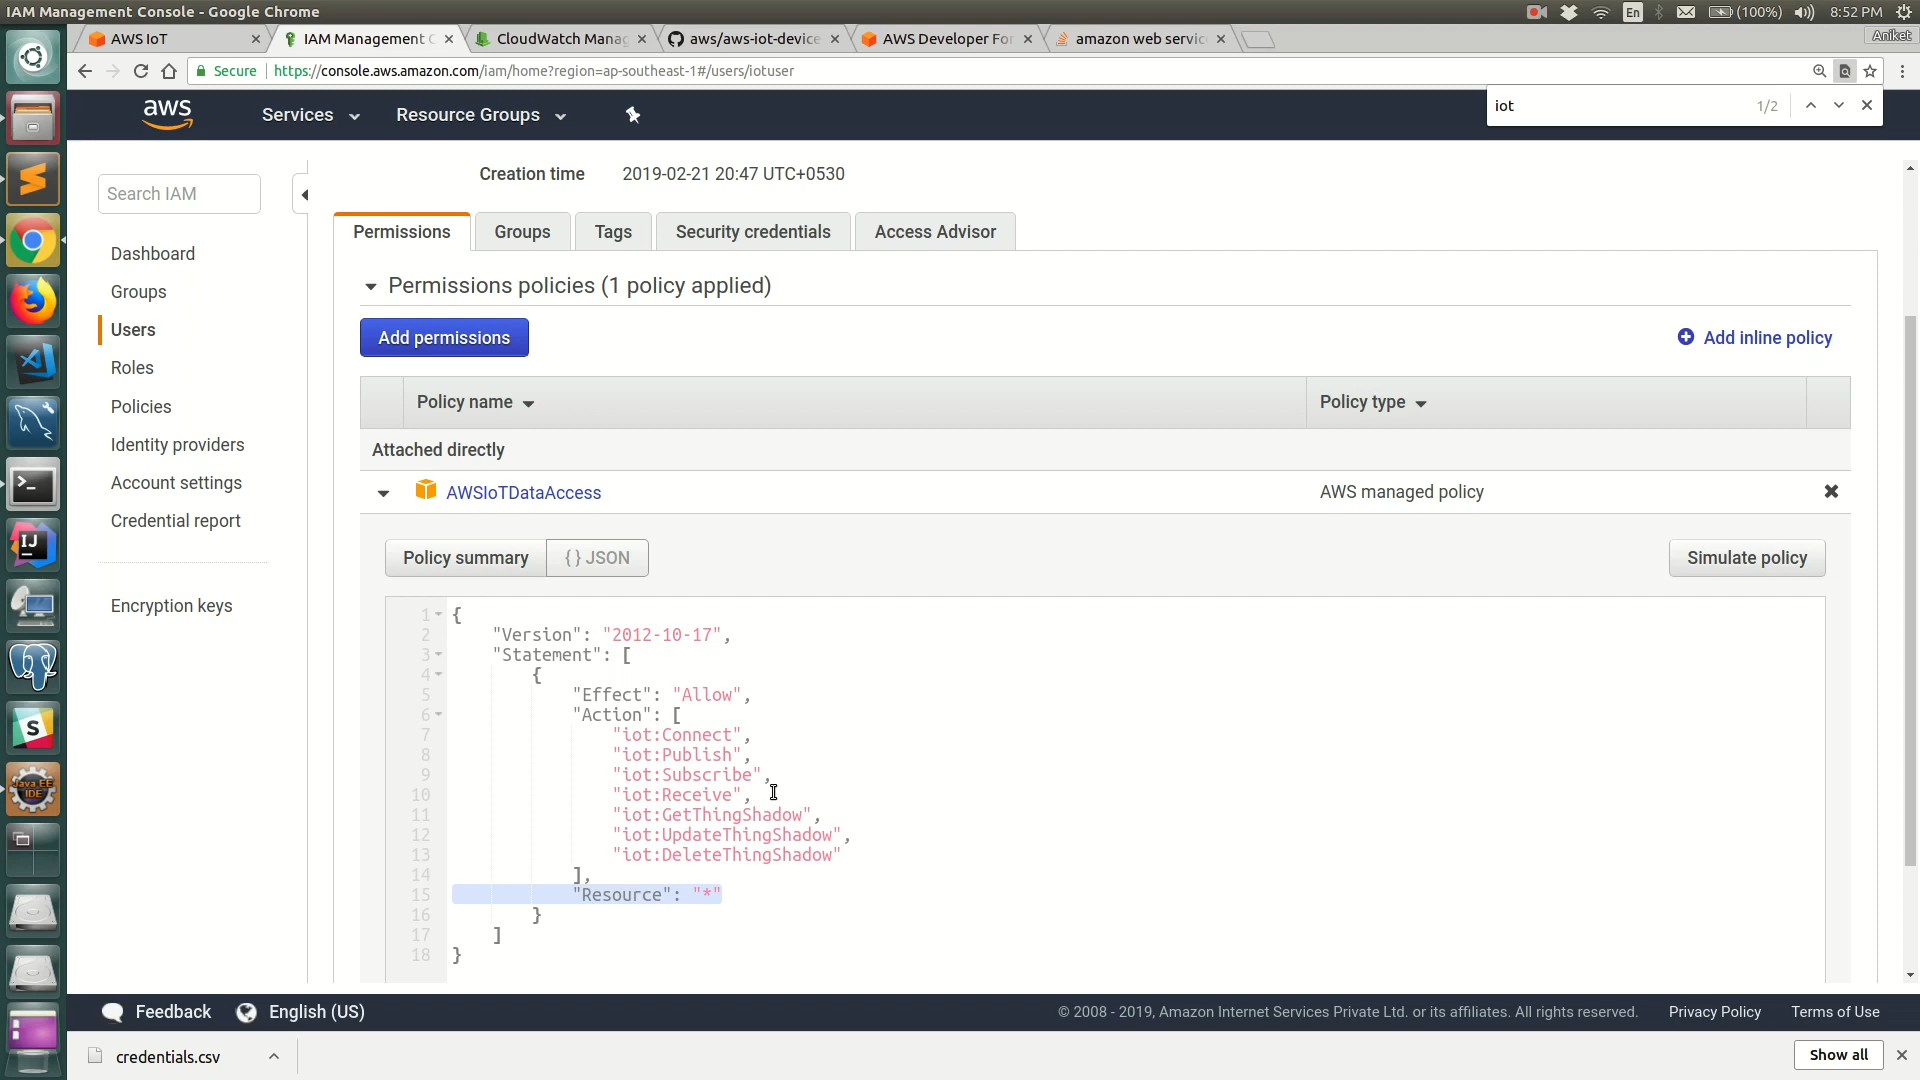 IAM Management Console - Google Chrome
En
(100%)
8:52 PM
AWS IoT
IAM Management C
CloudWatch Manag
aws/aws-iot-device
AWS Developer For
amazon web servic
Aniket
Secure
https://console.aws.amazon.com/iam/home?region=ap-southeast-1#/users/iotuser
iot
1/2
aws
Services
Resource Groups
Search IAM
Dashboard
Groups
Users
Roles
Policies
Identity providers
Account settings
Credential report
Encryption keys
Creation time
2019-02-21 20:47 UTC+0530
Permissions
Groups
Tags
Security credentials
Access Advisor
Permissions policies (1 policy applied)
Add permissions
Add inline policy
Policy name
Policy type
Attached directly
AWSIoTDataAccess
AWS managed policy
Policy summary
{ } JSON
Simulate policy
1 {
2 "Version": "2012-10-17",
3 "Statement": [
4 {
5 "Effect": "Allow",
6 "Action": [
7 "iot:Connect",
8 "iot:Publish",
9 "iot:Subscribe",
10 "iot:Receive",
11 "iot:GetThingShadow",
12 "iot:UpdateThingShadow",
13 "iot:DeleteThingShadow"
14 ],
15 "Resource": "*"
16 }
17 ]
18 }
Feedback
English (US)
© 2008 - 2019, Amazon Internet Services Private Ltd. or its affiliates. All rights reserved.
Privacy Policy
Terms of Use
credentials.csv
Show all
IJ
Java EE
IDE